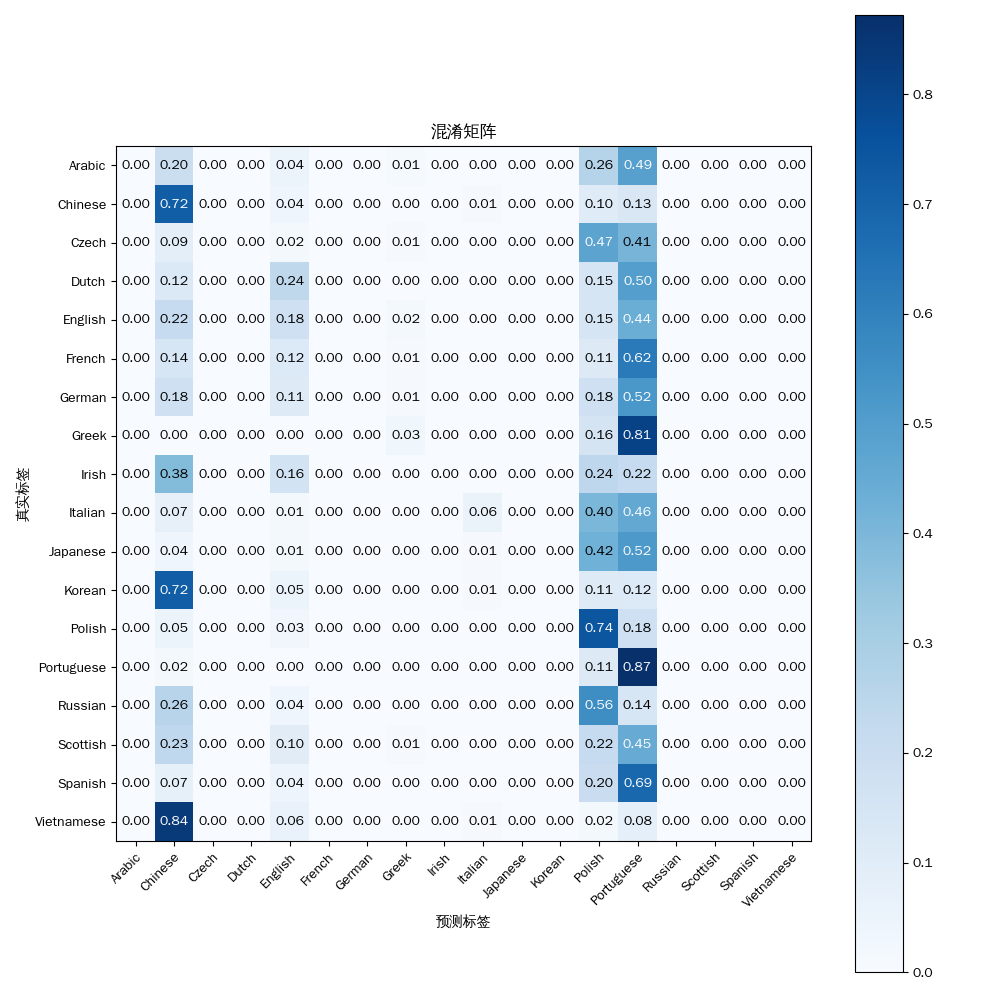 混淆矩阵
真实标签
Arabic 0.00 0.20 0.00 0.00 0.04 0.00 0.00 0.01 0.00 0.00 0.00 0.00 0.26 0.49 0.00 0.00 0.00 0.00
Chinese 0.00 0.72 0.00 0.00 0.04 0.00 0.00 0.00 0.00 0.01 0.00 0.00 0.10 0.13 0.00 0.00 0.00 0.00
Czech 0.00 0.09 0.00 0.00 0.02 0.00 0.00 0.01 0.00 0.00 0.00 0.00 0.47 0.41 0.00 0.00 0.00 0.00
Dutch 0.00 0.12 0.00 0.00 0.24 0.00 0.00 0.00 0.00 0.00 0.00 0.00 0.15 0.50 0.00 0.00 0.00 0.00
English 0.00 0.22 0.00 0.00 0.18 0.00 0.00 0.02 0.00 0.00 0.00 0.00 0.15 0.44 0.00 0.00 0.00 0.00
French 0.00 0.14 0.00 0.00 0.12 0.00 0.00 0.01 0.00 0.00 0.00 0.00 0.11 0.62 0.00 0.00 0.00 0.00
German 0.00 0.18 0.00 0.00 0.11 0.00 0.00 0.01 0.00 0.00 0.00 0.00 0.18 0.52 0.00 0.00 0.00 0.00
Greek 0.00 0.00 0.00 0.00 0.00 0.00 0.00 0.03 0.00 0.00 0.00 0.00 0.16 0.81 0.00 0.00 0.00 0.00
Irish 0.00 0.38 0.00 0.00 0.16 0.00 0.00 0.00 0.00 0.00 0.00 0.00 0.24 0.22 0.00 0.00 0.00 0.00
Italian 0.00 0.07 0.00 0.00 0.01 0.00 0.00 0.00 0.00 0.06 0.00 0.00 0.40 0.46 0.00 0.00 0.00 0.00
Japanese 0.00 0.04 0.00 0.00 0.01 0.00 0.00 0.00 0.00 0.01 0.00 0.00 0.42 0.52 0.00 0.00 0.00 0.00
Korean 0.00 0.72 0.00 0.00 0.05 0.00 0.00 0.00 0.00 0.01 0.00 0.00 0.11 0.12 0.00 0.00 0.00 0.00
Polish 0.00 0.05 0.00 0.00 0.03 0.00 0.00 0.00 0.00 0.00 0.00 0.00 0.74 0.18 0.00 0.00 0.00 0.00
Portuguese 0.00 0.02 0.00 0.00 0.00 0.00 0.00 0.00 0.00 0.00 0.00 0.00 0.11 0.87 0.00 0.00 0.00 0.00
Russian 0.00 0.26 0.00 0.00 0.04 0.00 0.00 0.00 0.00 0.00 0.00 0.00 0.56 0.14 0.00 0.00 0.00 0.00
Scottish 0.00 0.23 0.00 0.00 0.10 0.00 0.00 0.01 0.00 0.00 0.00 0.00 0.22 0.45 0.00 0.00 0.00 0.00
Spanish 0.00 0.07 0.00 0.00 0.04 0.00 0.00 0.00 0.00 0.00 0.00 0.00 0.20 0.69 0.00 0.00 0.00 0.00
Vietnamese 0.00 0.84 0.00 0.00 0.06 0.00 0.00 0.00 0.00 0.01 0.00 0.00 0.02 0.08 0.00 0.00 0.00 0.00
Arabic Chinese Czech Dutch English French German Greek Irish Italian Japanese Korean Polish Portuguese Russian Scottish Spanish Vietnamese
预测标签
0.8
0.7
0.6
0.5
0.4
0.3
0.2
0.1
0.0